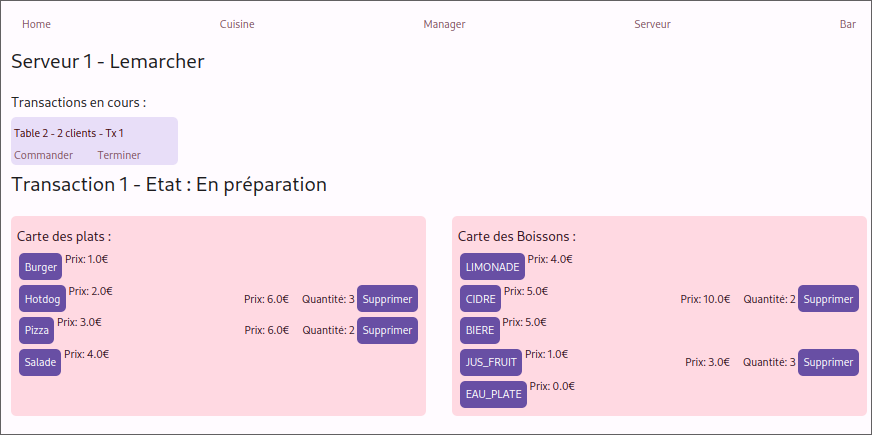 Home Cuisine Manager Serveur Bar
Serveur 1 - Lemarcher
Transactions en cours :
Table 2 - 2 clients - Tx 1
Commander Terminer
Transaction 1 - Etat : En préparation
Carte des plats :
Burger Prix: 1.0€
Hotdog Prix: 2.0€ Prix: 6.0€ Quantité: 3 Supprimer
Pizza Prix: 3.0€ Prix: 6.0€ Quantité: 2 Supprimer
Salade Prix: 4.0€
Carte des Boissons :
LIMONADE Prix: 4.0€
CIDRE Prix: 5.0€ Prix: 10.0€ Quantité: 2 Supprimer
BIERE Prix: 5.0€
JUS_FRUIT Prix: 1.0€ Prix: 3.0€ Quantité: 3 Supprimer
EAU_PLATE Prix: 0.0€